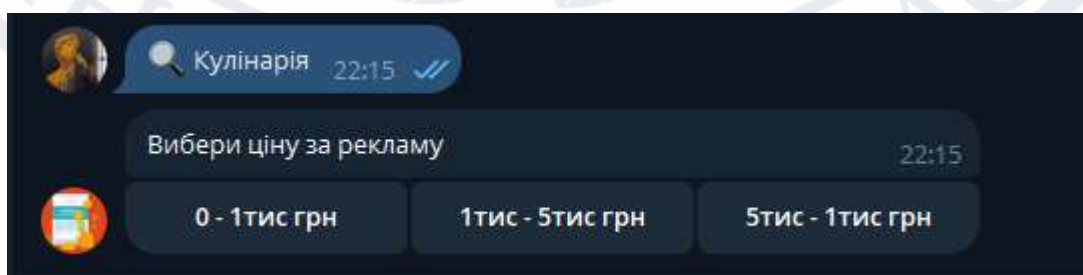 🔍 Кулінарія 22:15
Вибери ціну за рекламу 22:15
0 - 1тис грн 1тис - 5тис грн 5тис - 1тис грн